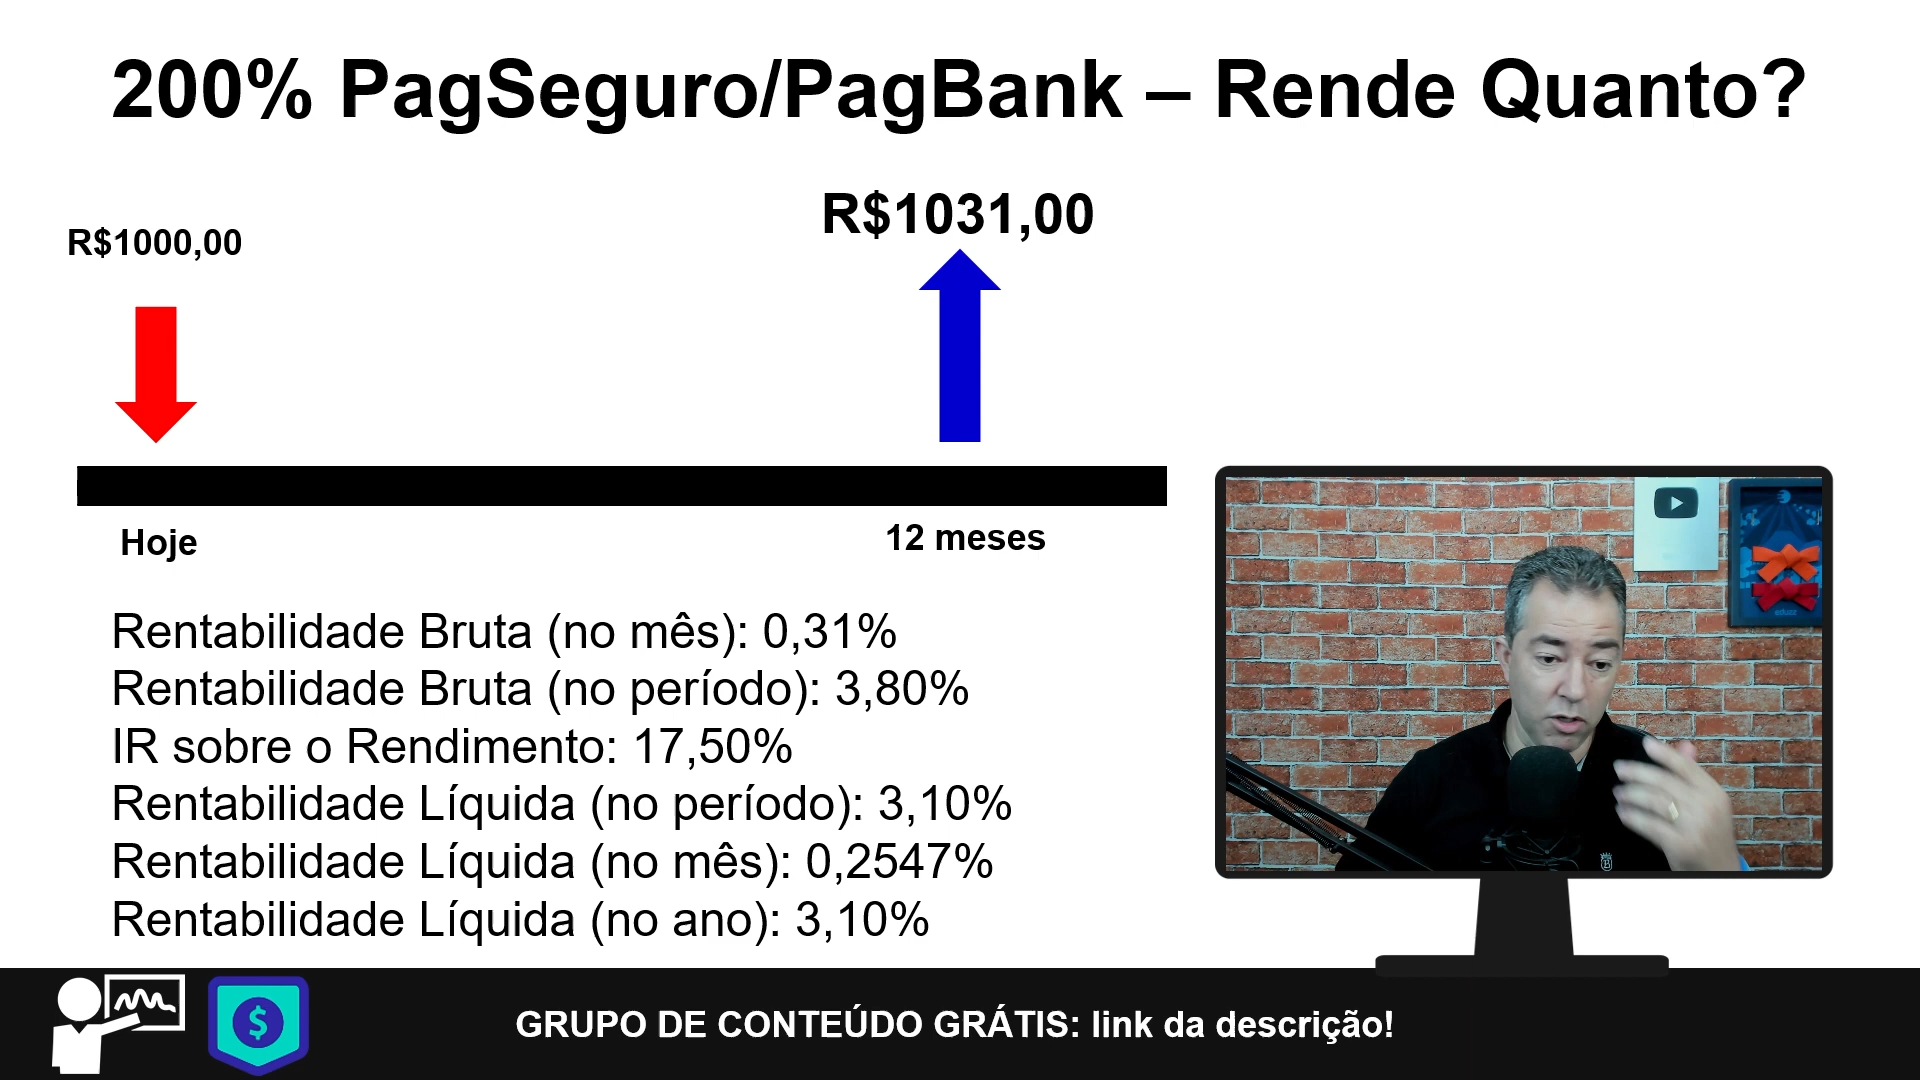 200% PagSeguro/PagBank – Rende Quanto?
R$1031,00
R$1000,00
Hoje
12 meses
Rentabilidade Bruta (no mês): 0,31%
Rentabilidade Bruta (no período): 3,80%
IR sobre o Rendimento: 17,50%
Rentabilidade Líquida (no período): 3,10%
Rentabilidade Líquida (no mês): 0,2547%
Rentabilidade Líquida (no ano): 3,10%
$
GRUPO DE CONTEÚDO GRÁTIS: link da descrição!